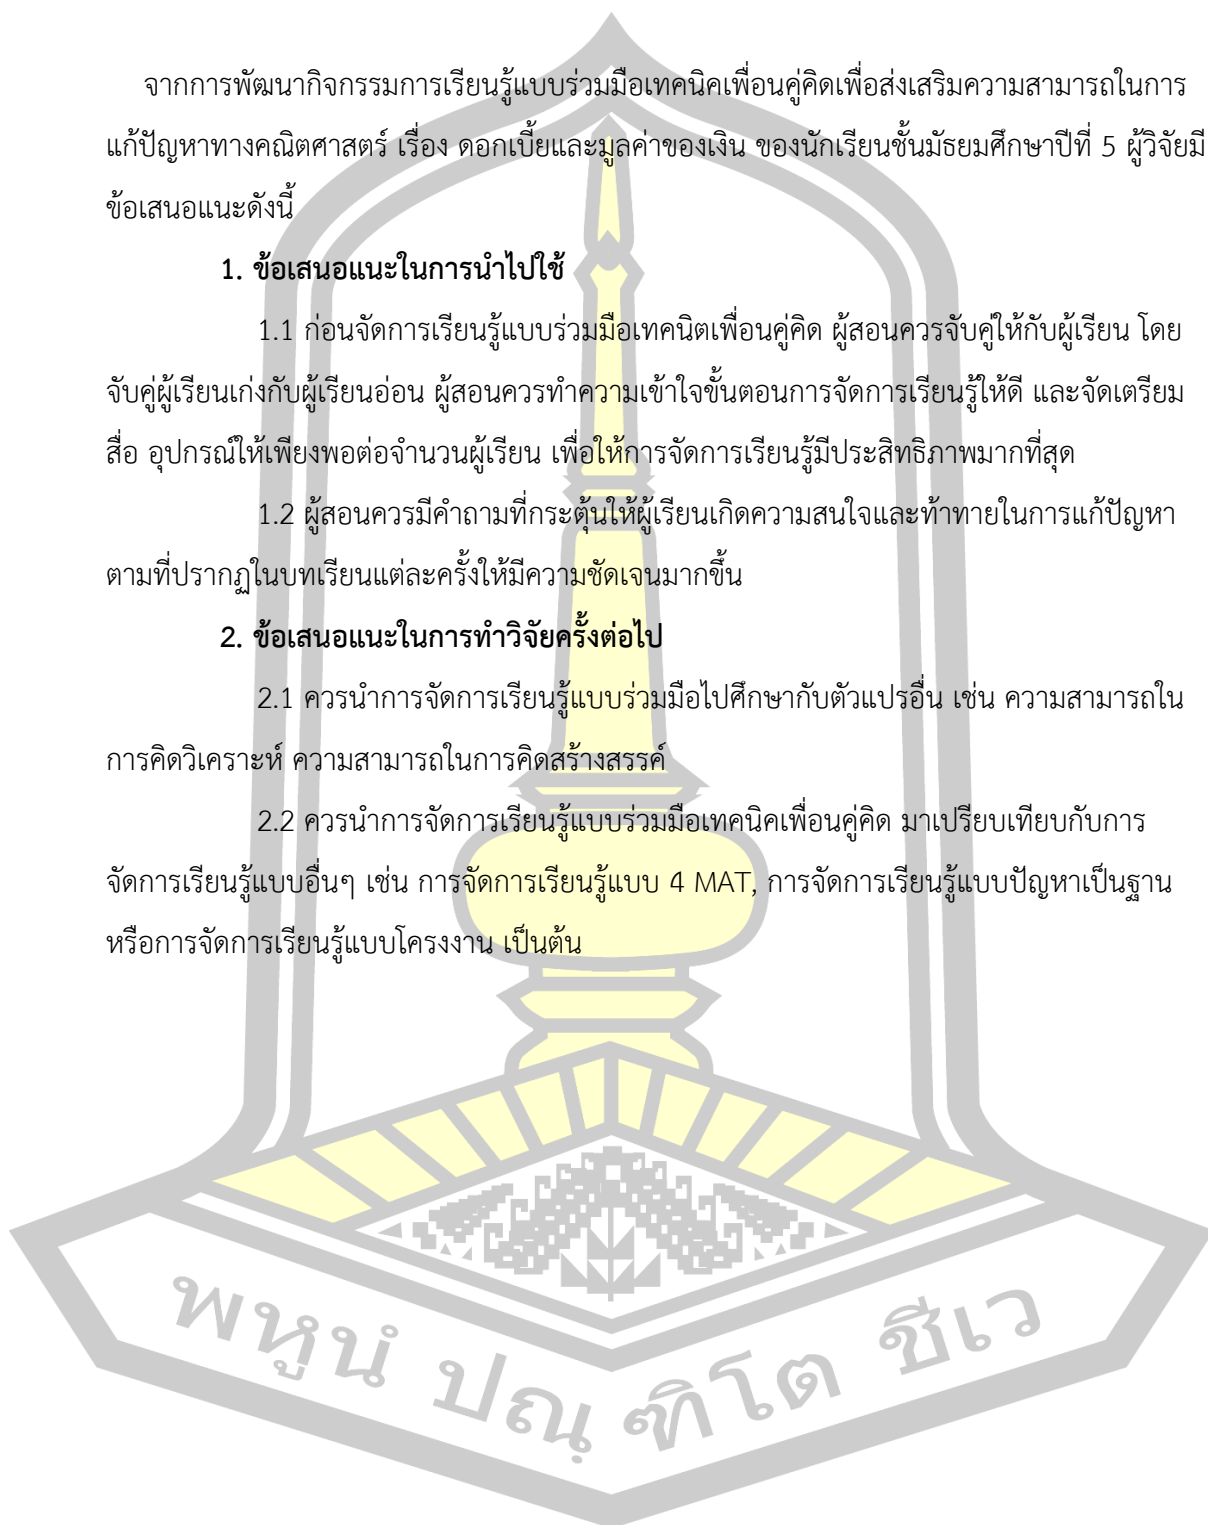 จากการพัฒนากิจกรรมการเรียนรู้แบบร่วมมือเทคนิคเพื่อนคู่คิดเพื่อส่งเสริมความสามารถในการ
แก้ปัญหาทางคณิตศาสตร์ เรื่อง ดอกเบี้ยและมูลค่าของเงิน ของนักเรียนชั้นมัธยมศึกษาปีที่ 5 ผู้วิจัยมี
ข้อเสนอแนะดังนี้
1. ข้อเสนอแนะในการนำไปใช้
1.1 ก่อนจัดการเรียนรู้แบบร่วมมือเทคนิตเพื่อนคู่คิด ผู้สอนควรจับคู่ให้กับผู้เรียน โดย
จับคู่ผู้เรียนเก่งกับผู้เรียนอ่อน ผู้สอนควรทำความเข้าใจขั้นตอนการจัดการเรียนรู้ให้ดี และจัดเตรียม
สื่อ อุปกรณ์ให้เพียงพอต่อจำนวนผู้เรียน เพื่อให้การจัดการเรียนรู้มีประสิทธิภาพมากที่สุด
1.2 ผู้สอนควรมีคำถามที่กระตุ้นให้ผู้เรียนเกิดความสนใจและท้าทายในการแก้ปัญหา
ตามที่ปรากฏในบทเรียนแต่ละครั้งให้มีความชัดเจนมากขึ้น
2. ข้อเสนอแนะในการทำวิจัยครั้งต่อไป
2.1 ควรนำการจัดการเรียนรู้แบบร่วมมือไปศึกษากับตัวแปรอื่น เช่น ความสามารถใน
การคิดวิเคราะห์ ความสามารถในการคิดสร้างสรรค์
2.2 ควรนำการจัดการเรียนรู้แบบร่วมมือเทคนิคเพื่อนคู่คิด มาเปรียบเทียบกับการ
จัดการเรียนรู้แบบอื่นๆ เช่น การจัดการเรียนรู้แบบ 4 MAT, การจัดการเรียนรู้แบบปัญหาเป็นฐาน
หรือการจัดการเรียนรู้แบบโครงงาน เป็นต้น
พหูนํ ปณฺ ฑิโต ชีเว